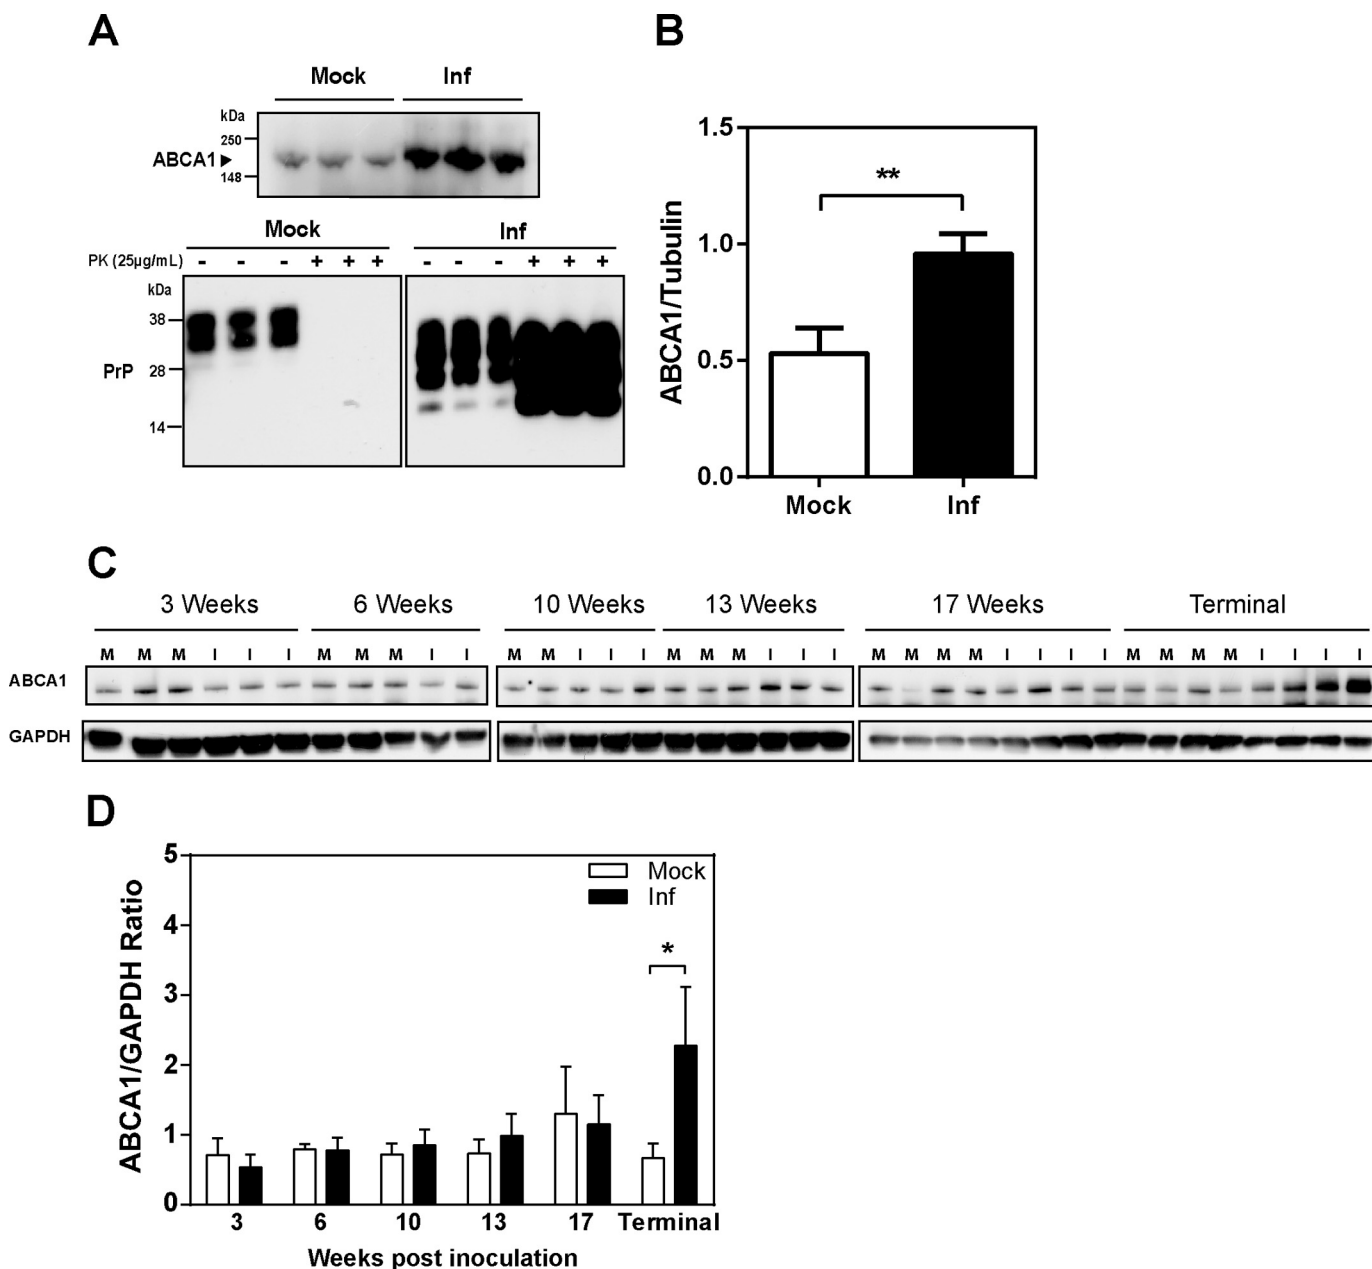 A
Mock Inf
kDa
250
ABCA1
148
Mock Inf
PK (25µg/mL) - - - + + + - - - + + +
kDa
38
PrP 28
14
B
1.5
**
1.0
ABCA1/Tubulin
0.5
0.0
Mock Inf
C
3 Weeks 6 Weeks 10 Weeks 13 Weeks 17 Weeks Terminal
M M M I I I M M M I I M M I I I M M M I I I M M M M I I I I M M M M I I I I
ABCA1
GAPDH
D
5
Mock
Inf
4
*
3
ABCA1/GAPDH Ratio
2
1
0
3 6 10 13 17 Terminal
Weeks post inoculation